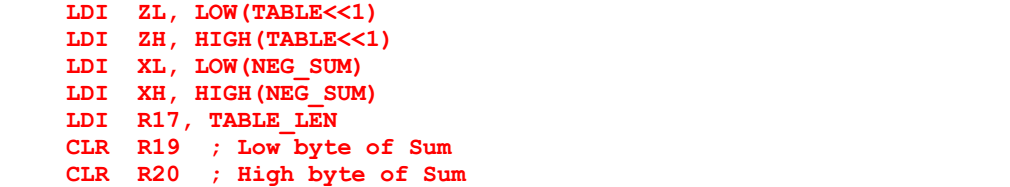 LDI ZL, LOW(TABLE<<1)
LDI ZH, HIGH(TABLE<<1)
LDI XL, LOW(NEG_SUM)
LDI XH, HIGH(NEG_SUM)
LDI R17, TABLE_LEN
CLR R19 ; Low byte of Sum
CLR R20 ; High byte of Sum